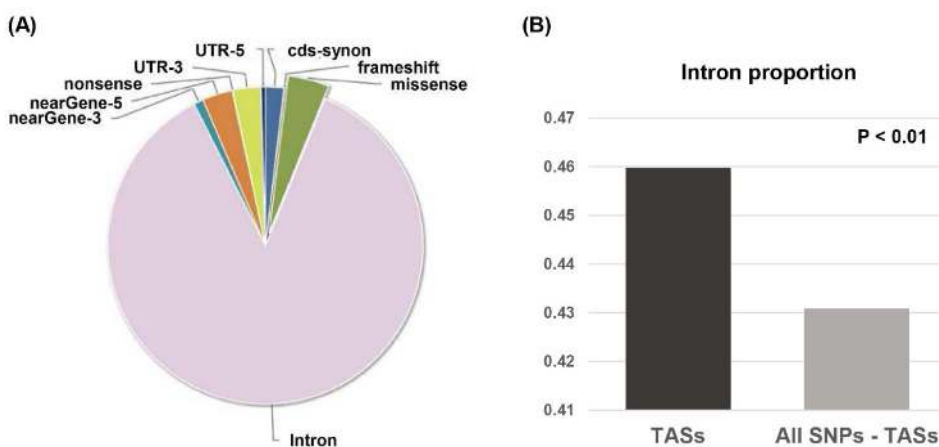 (A)
UTR-5
cds-synon
UTR-3
frameshift
nonsense
missense
nearGene-5
nearGene-3
Intron
(B)
Intron proportion
P < 0.01
0.47
0.46
0.45
0.44
0.43
0.42
0.41
TASs
All SNPs - TASs